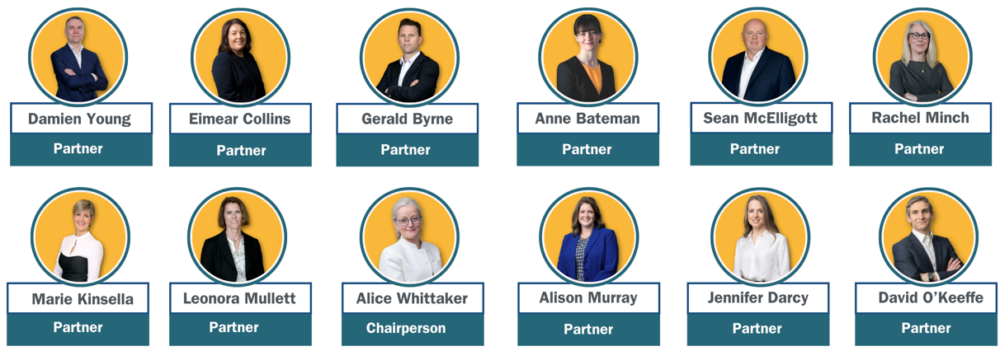 Damien Young
Partner
Eimear Collins
Partner
Gerald Byrne
Partner
Anne Bateman
Partner
Sean McElligott
Partner
Rachel Minch
Partner
Marie Kinsella
Partner
Leonora Mullett
Partner
Alice Whittaker
Chairperson
Alison Murray
Partner
Jennifer Darcy
Partner
David O’Keeffe
Partner